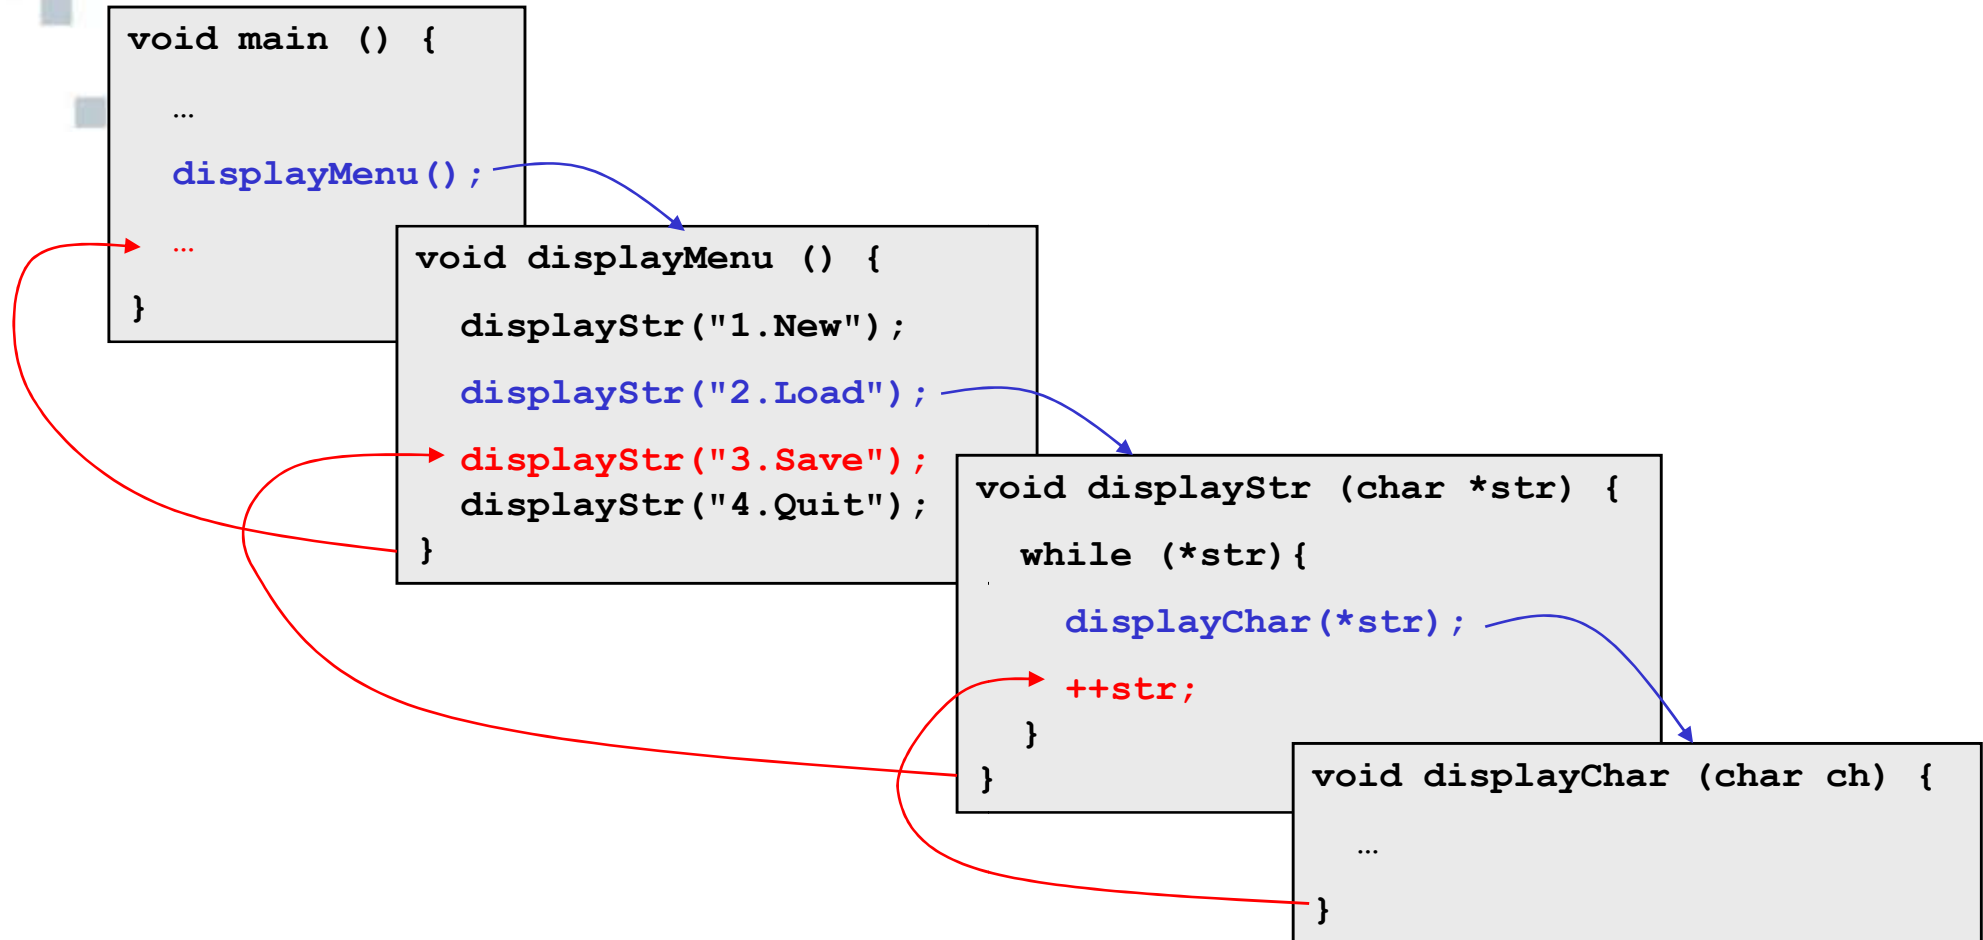 void main () {
…
displayMenu();
…
}
void displayMenu () {
displayStr("1.New");
displayStr("2.Load");
displayStr("3.Save");
displayStr("4.Quit");
}
void displayStr (char *str) {
while (*str){
displayChar(*str);
++str;
}
}
void displayChar (char ch) {
…
}